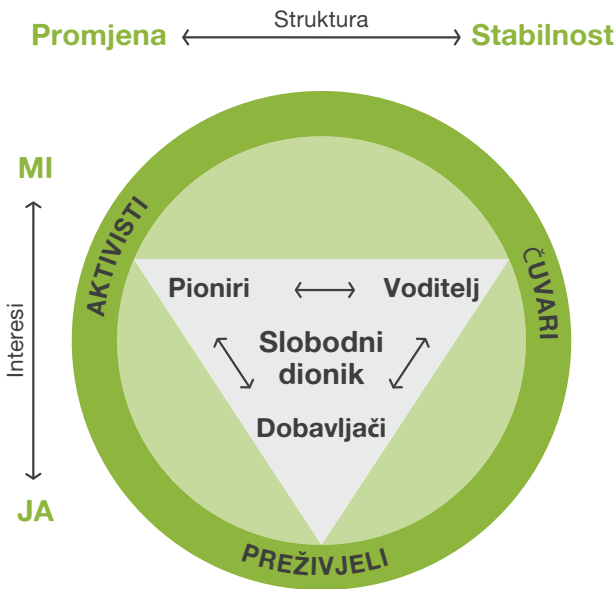 Struktura
Promjena
Stabilnost
MI
Interesi
JA
AKTIVISTI
ČUVARI
Pioniri
Voditelj
Slobodni
dionik
Dobavljači
PREŽIVJELI